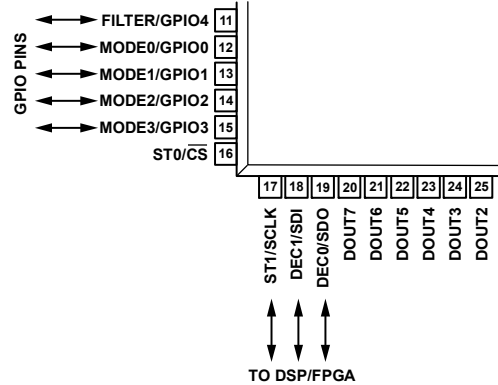 GPIO PINS
FILTER/GPIO4 11
MODE0/GPIO0 12
MODE1/GPIO1 13
MODE2/GPIO2 14
MODE3/GPIO3 15
ST0/C̅S̅ 16
17 18 19 20 21 22 23 24 25
ST1/SCLK
DEC1/SDI
DEC0/SDO
DOUT7
DOUT6
DOUT5
DOUT4
DOUT3
DOUT2
TO DSP/FPGA